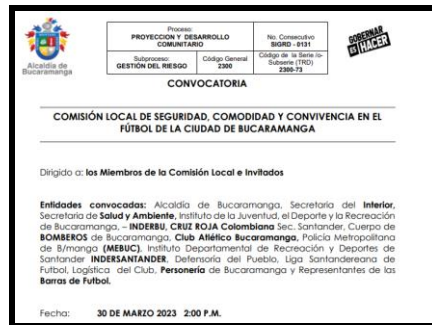 Alcaldía de
Bucaramanga
Proceso:
PROYECCION Y DESARROLLO
COMUNITARIO
No. Consecutivo
SIGRD - 0131
Subproceso:
GESTIÓN DEL RIESGO
Código General
2300
Código de la Serie /o-
Subserie (TRD)
2300-73
GOBERNAR
ES HACER
CONVOCATORIA
COMISIÓN LOCAL DE SEGURIDAD, COMODIDAD Y CONVIVENCIA EN EL
FÚTBOL DE LA CIUDAD DE BUCARAMANGA
Dirigido a: los Miembros de la Comisión Local e Invitados
Entidades convocadas: Alcaldía de Bucaramanga, Secretaria del Interior,
Secretaria de Salud y Ambiente, Instituto de la Juventud, el Deporte y la Recreación
de Bucaramanga, – INDERBU, CRUZ ROJA Colombiana Sec. Santander, Cuerpo de
BOMBEROS de Bucaramanga, Club Atlético Bucaramanga, Policía Metropolitana
de B/manga (MEBUC), Instituto Departamental de Recreación y Deportes de
Santander INDERSANTANDER, Defensoría del Pueblo, Liga Santandereana de
Futbol, Logística del Club, Personería de Bucaramanga y Representantes de las
Barras de Futbol.
Fecha: 30 DE MARZO 2023 2:00 P.M.